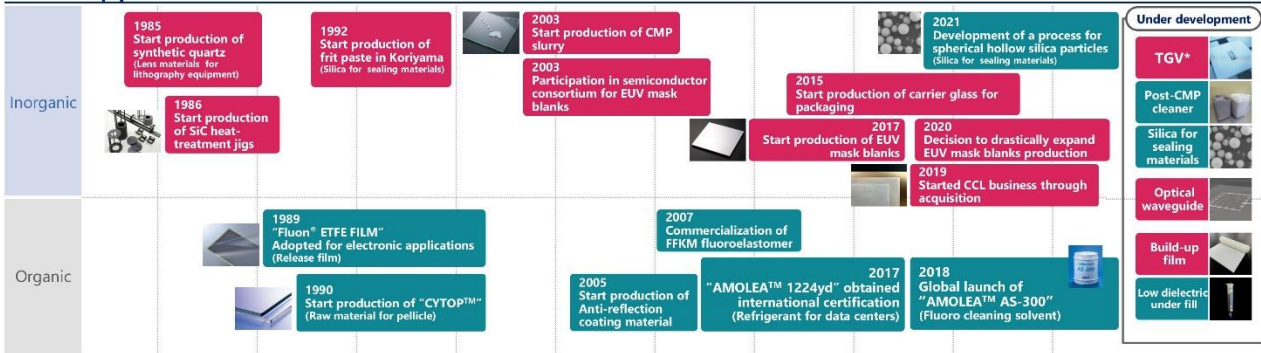 Inorganic
1985
Start production of
synthetic quartz
(Lens materials for
lithography equipment)
1986
Start production
of SiC heat-
treatment jigs
1992
Start production of
frit paste in Koriyama
(Silica for sealing materials)
2003
Start production of CMP
slurry
2003
Participation in semiconductor
consortium for EUV mask
blanks
2015
Start production of carrier glass for
packaging
2017
Start production of EUV
mask blanks
2021
Development of a process for
spherical hollow silica particles
(Silica for sealing materials)
2020
Decision to drastically expand
EUV mask blanks production
2019
Started CCL business through
acquisition
Organic
1989
"Fluon® ETFE FILM"
Adopted for electronic applications
(Release film)
1990
Start production of "CYTOP™"
(Raw material for pellicle)
2007
Commercialization of
FFKM fluoroelastomer
2005
Start production of
Anti-reflection
coating material
2017
"AMOLEA™ 1224yd" obtained
international certification
(Refrigerant for data centers)
2018
Global launch of
"AMOLEA™ AS-300"
(Fluoro cleaning solvent)
Under development
TGV*
Post-CMP
cleaner
Silica for
sealing
materials
Optical
waveguide
Build-up
film
Low dielectric
under fill